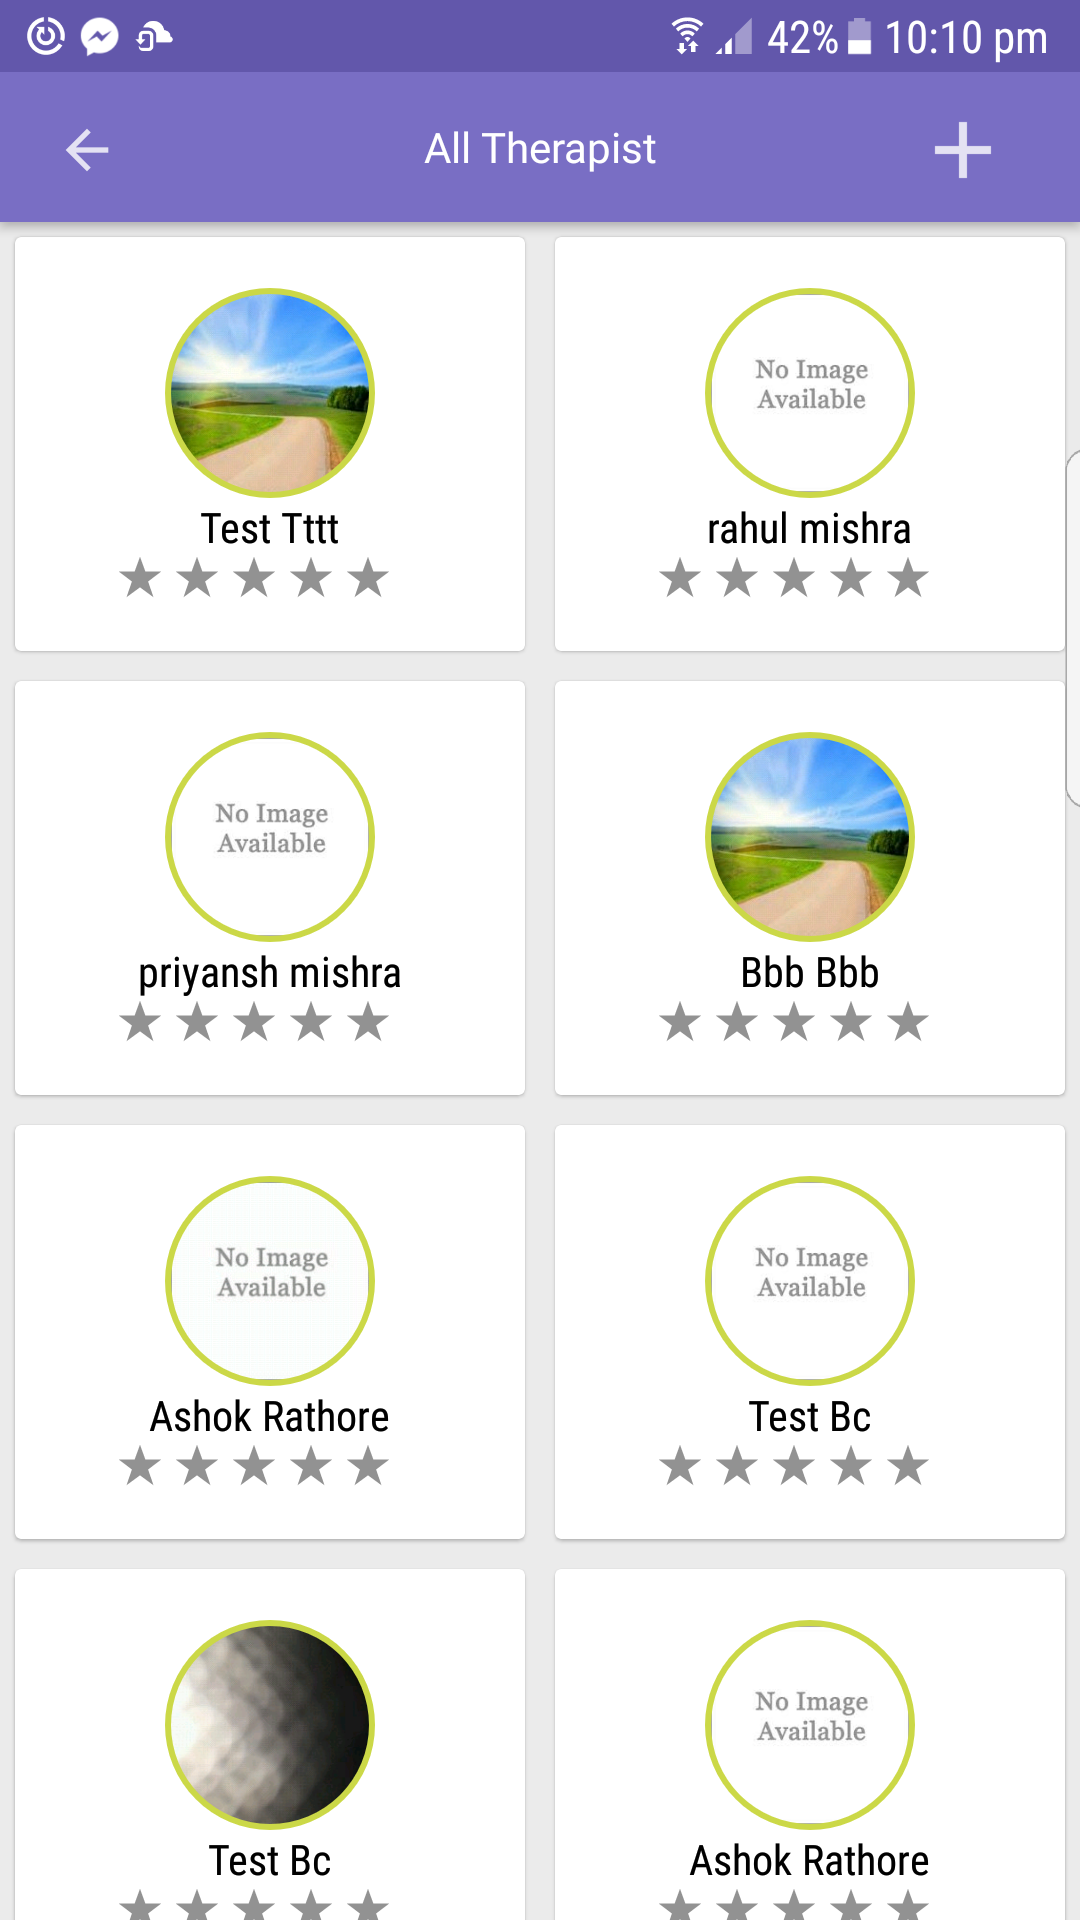 42% 10:10 pm
All Therapist
No Image
Available
Test Tttt
rahul mishra
No Image
Available
priyansh mishra
Bbb Bbb
No Image
Available
No Image
Available
Ashok Rathore
Test Bc
No Image
Available
Test Bc
Ashok Rathore